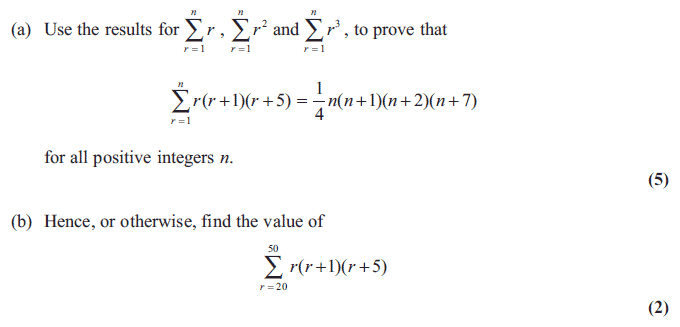 (a) Use the results for $\sum_{r=1}^{n} r$, $\sum_{r=1}^{n} r^2$ and $\sum_{r=1}^{n} r^3$, to prove that
$\sum_{r=1}^{n} r(r+1)(r+5) = \frac{1}{4}n(n+1)(n+2)(n+7)$
for all positive integers n.
(5)
(b) Hence, or otherwise, find the value of
$\sum_{r=20}^{50} r(r+1)(r+5)$
(2)